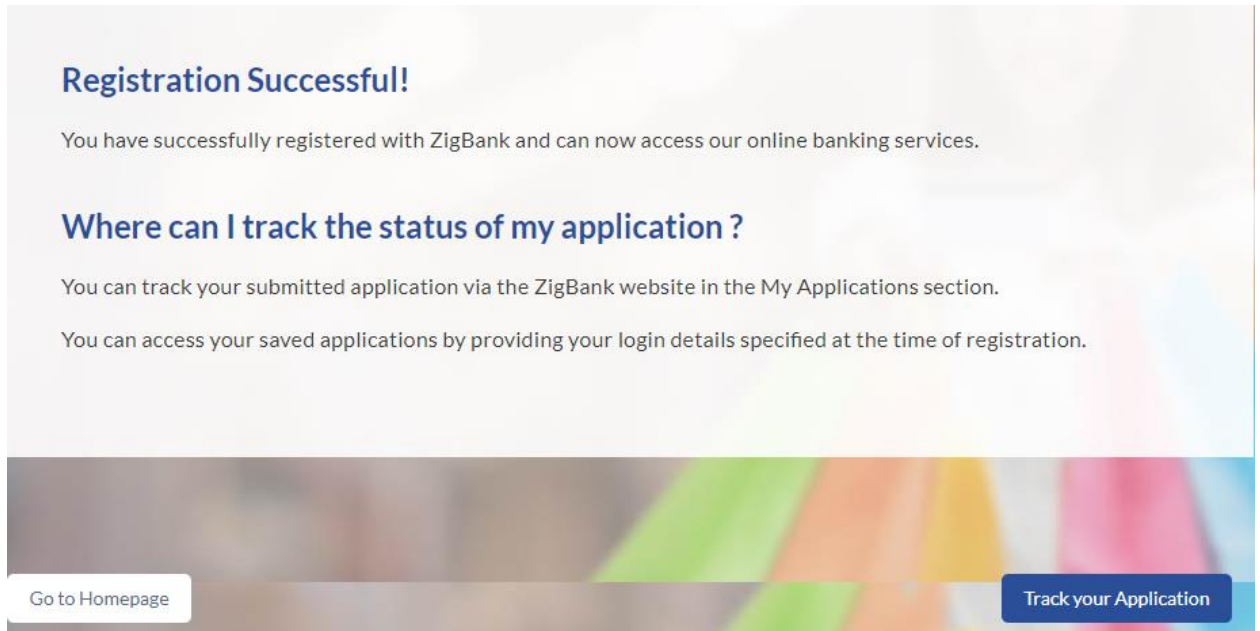 Registration Successful!
You have successfully registered with ZigBank and can now access our online banking services.
Where can I track the status of my application ?
You can track your submitted application via the ZigBank website in the My Applications section.
You can access your saved applications by providing your login details specified at the time of registration.
Go to Homepage
Track your Application